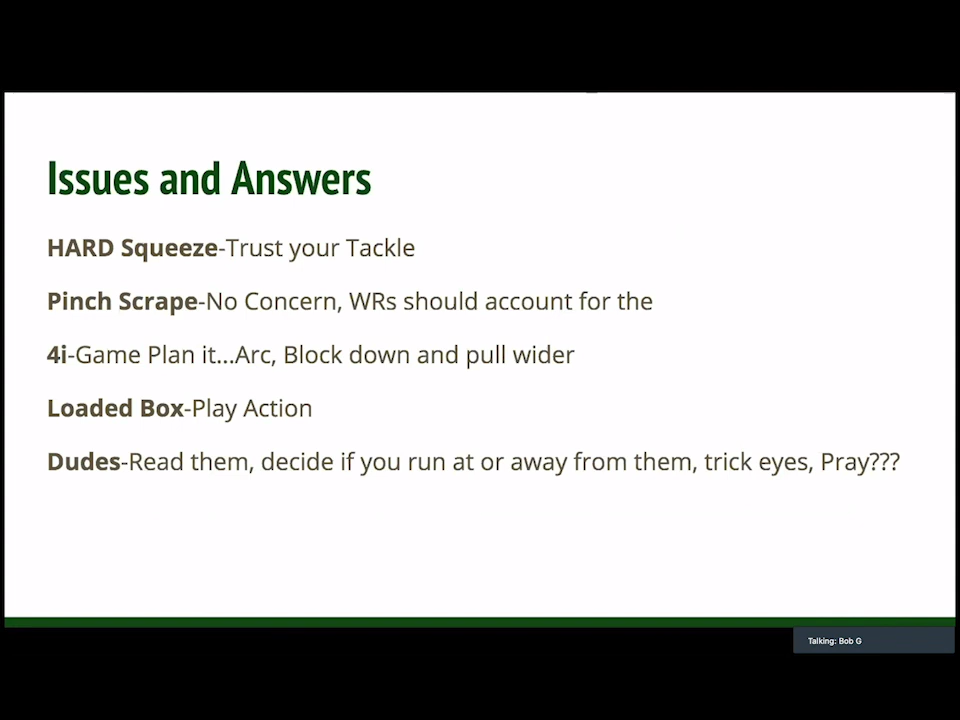 Issues and Answers
HARD Squeeze-Trust your Tackle
Pinch Scrape-No Concern, WRs should account for the
4i-Game Plan it...Arc, Block down and pull wider
Loaded Box-Play Action
Dudes-Read them, decide if you run at or away from them, trick eyes, Pray???
Talking: Bob G